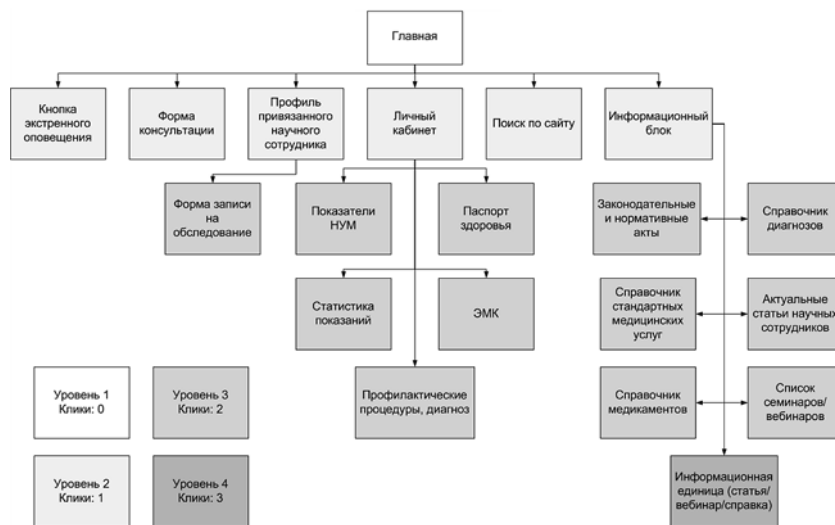 Главная
Кнопка
экстренного
оповещения
Форма
консультации
Профиль
привязанного
научного
сотрудника
Личный
кабинет
Поиск по сайту
Информационный
блок
Форма записи
на
обследование
Показатели
НУМ
Паспорт
здоровья
Законодательные
и нормативные
акты
Справочник
диагнозов
Статистика
показаний
ЭМК
Справочник
стандартных
медицинских
услуг
Актуальные
статьи научных
сотрудников
Уровень 1
Клики: 0
Уровень 3
Клики: 2
Профилактические
процедуры, диагноз
Справочник
медикаментов
Список
семинаров/
вебинаров
Уровень 2
Клики: 1
Уровень 4
Клики: 3
Информационная
единица (статья/
вебинар/справка)